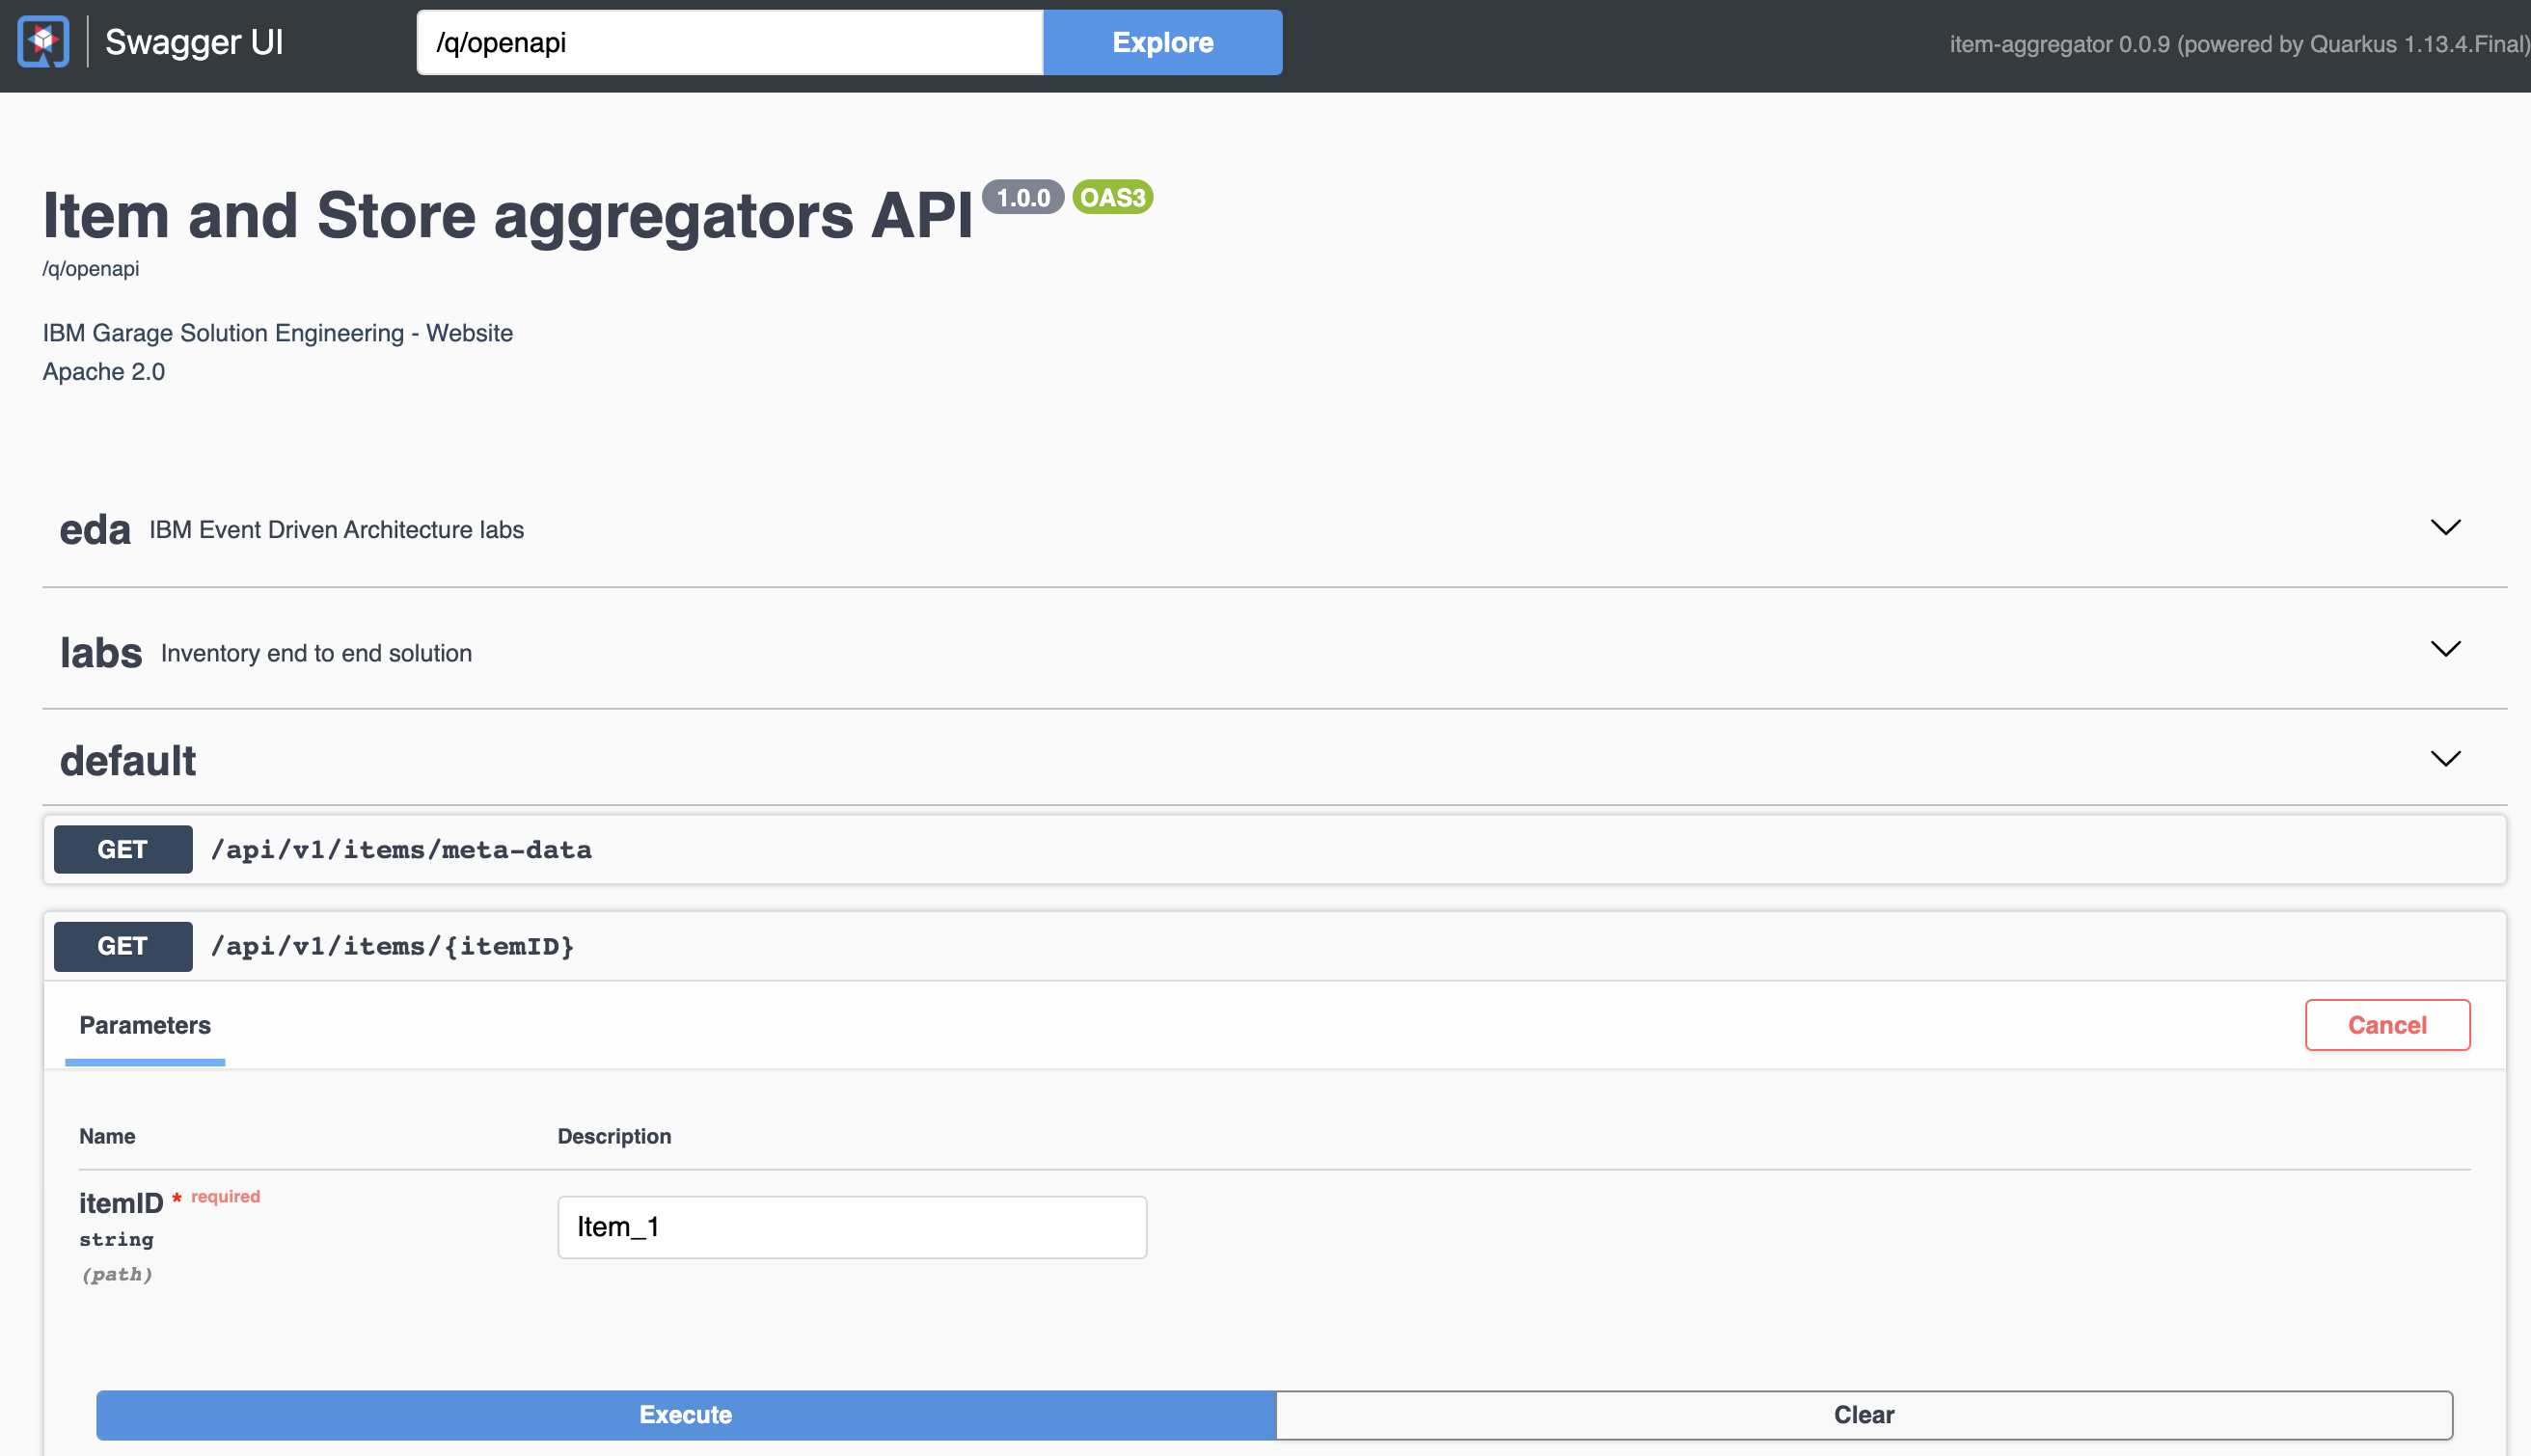 Swagger UI
/q/openapi
Explore
item-aggregator 0.0.9 (powered by Quarkus 1.13.4.Final)
Item and Store aggregators API 1.0.0 OAS3
/q/openapi
IBM Garage Solution Engineering - Website
Apache 2.0
eda IBM Event Driven Architecture labs
labs Inventory end to end solution
default
GET /api/v1/items/meta-data
GET /api/v1/items/{itemID}
Parameters
Cancel
Name Description
itemID * required
Item_1
string
(path)
Execute
Clear